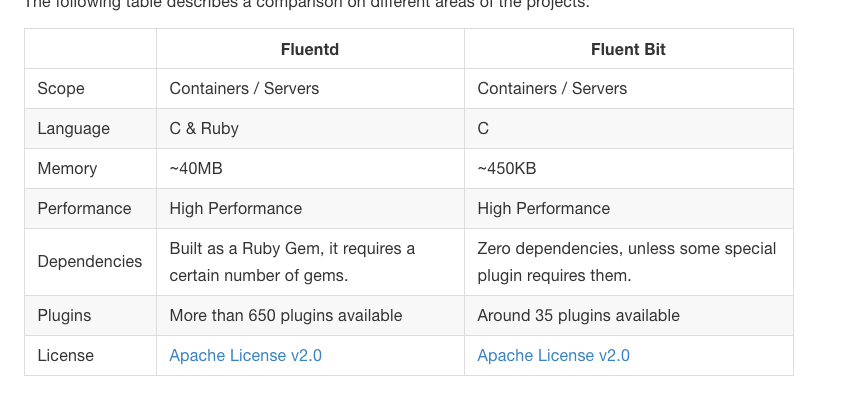 The following table describes a comparison on different areas of the projects.
Fluentd Fluent Bit
Scope Containers / Servers Containers / Servers
Language C & Ruby C
Memory ~40MB ~450KB
Performance High Performance High Performance
Dependencies Built as a Ruby Gem, it requires a certain number of gems. Zero dependencies, unless some special plugin requires them.
Plugins More than 650 plugins available Around 35 plugins available
License Apache License v2.0 Apache License v2.0